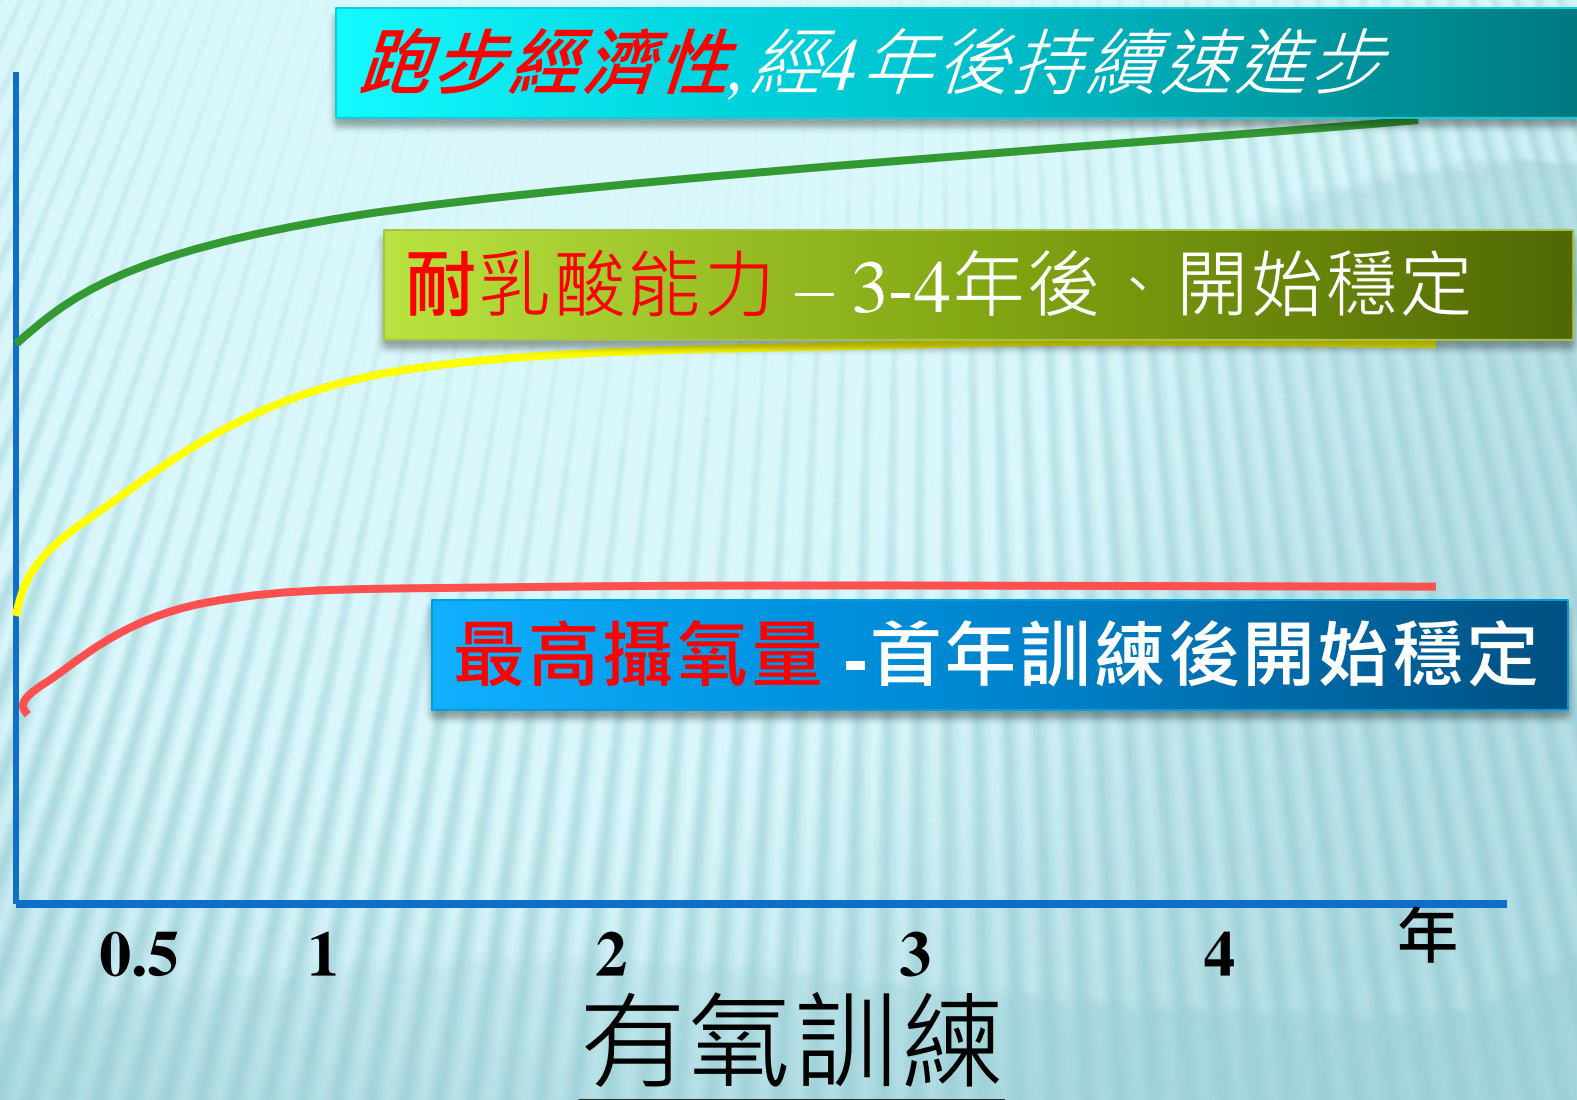 跑步經濟性,經4年後持續速進步
耐乳酸能力 – 3-4年後、開始穩定
最高攝氧量 -首年訓練後開始穩定
0.5 1 2 3 4 年
有氧訓練